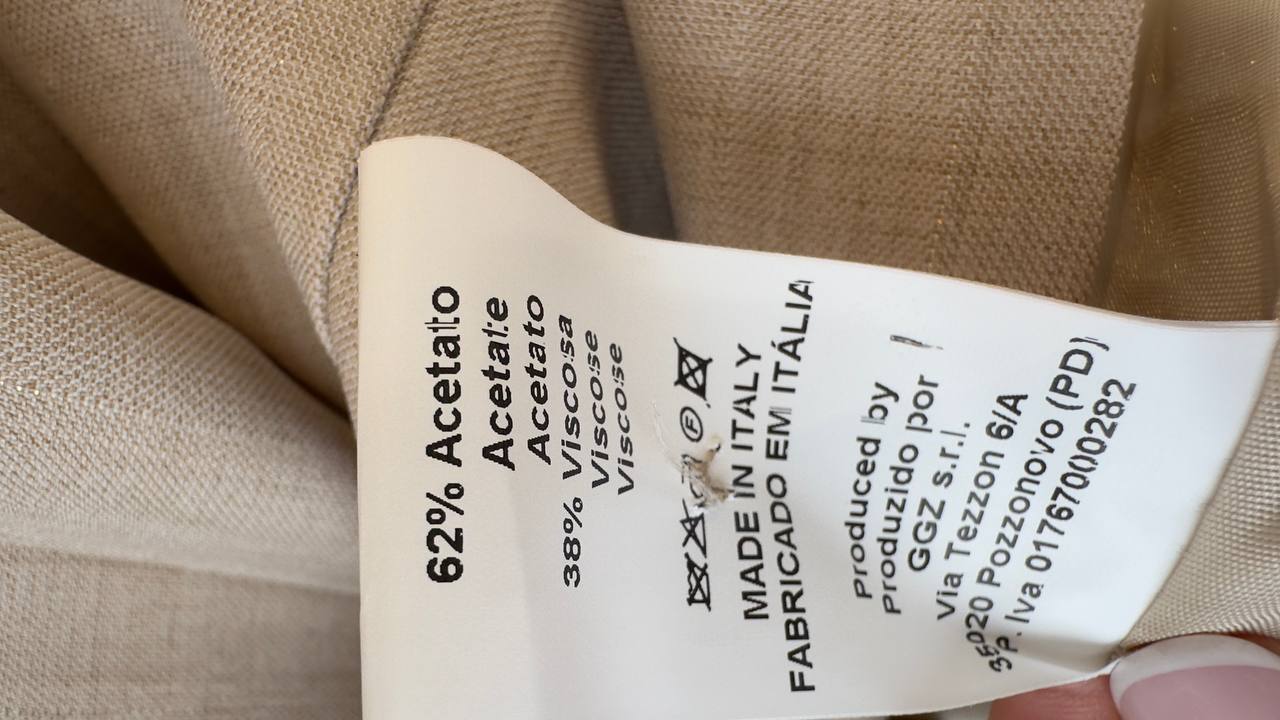 62% Acetato
Acetate
Acetato
38% Viscosa
Viscose
Viscose
MADE IN ITALY
FABRICADO EM ITÁLIA
Produced by
Produzido por
GGZ s.r.l.
Via Tezzon 6/A
35020 Pozzonovo (PD)
P. Iva 01767000282